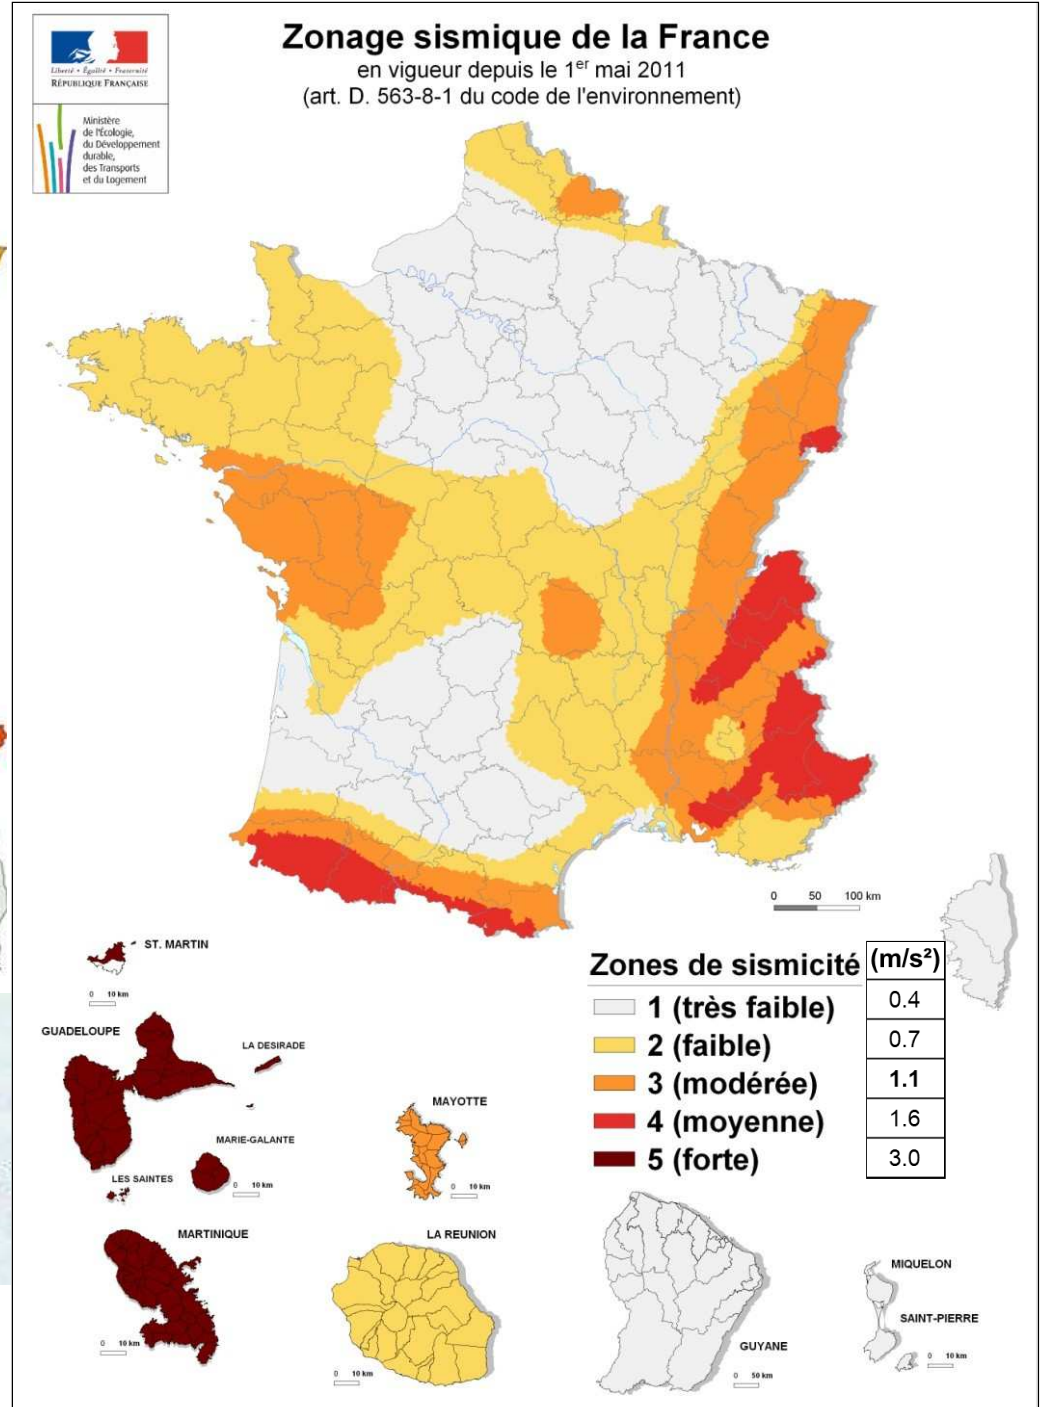 Liberté • Égalité • Fraternité
RÉPUBLIQUE FRANÇAISE
Ministère
de l'Écologie,
du Développement
durable,
des Transports
et du Logement
Zonage sismique de la France
en vigueur depuis le 1er mai 2011
(art. D. 563-8-1 du code de l'environnement)
0 50 100 km
ST. MARTIN
0 10 km
GUADELOUPE
LA DESIRADE
MARIE-GALANTE
0 10 km
LES SAINTES
MAYOTTE
0 10 km
Zones de sismicité (m/s²)
1 (très faible) 0.4
2 (faible) 0.7
3 (modérée) 1.1
4 (moyenne) 1.6
5 (forte) 3.0
MARTINIQUE
0 10 km
LA REUNION
0 10 km
GUYANE
0 50 km
MIQUELON
SAINT-PIERRE
0 10 km